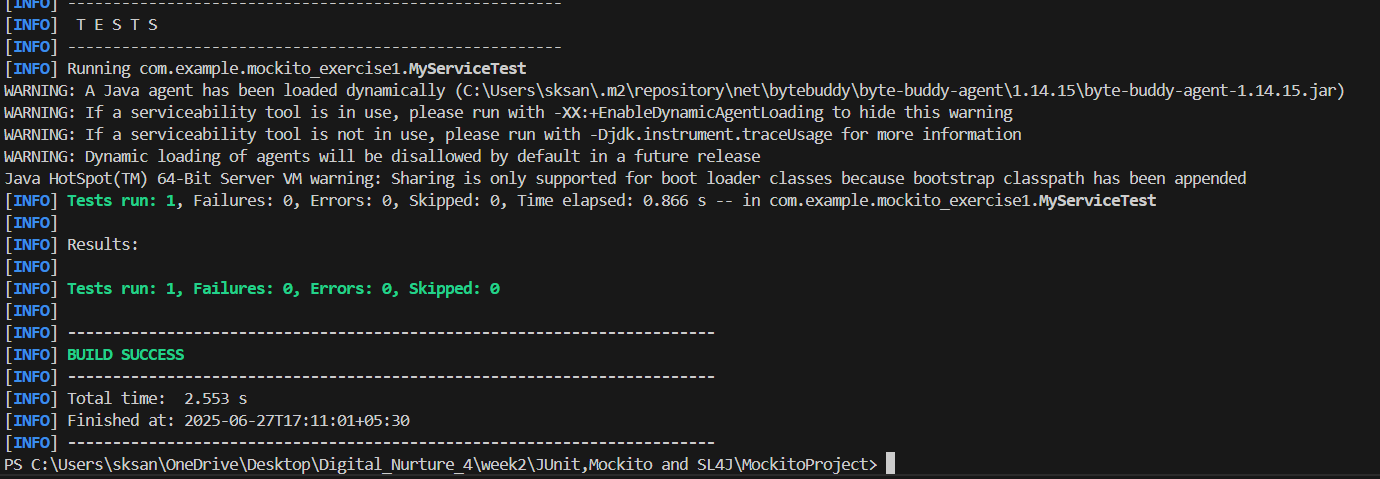 [INFO] -------------------------------------------------------
[INFO]  T E S T S
[INFO] -------------------------------------------------------
[INFO] Running com.example.mockito_exercise1.MyServiceTest
WARNING: A Java agent has been loaded dynamically (C:\Users\sksan\.m2\repository\net\bytebuddy\byte-buddy-agent\1.14.15\byte-buddy-agent-1.14.15.jar)
WARNING: If a serviceability tool is in use, please run with -XX:+EnableDynamicAgentLoading to hide this warning
WARNING: If a serviceability tool is not in use, please run with -Djdk.instrument.traceUsage for more information
WARNING: Dynamic loading of agents will be disallowed by default in a future release
Java HotSpot(TM) 64-Bit Server VM warning: Sharing is only supported for boot loader classes because bootstrap classpath has been appended
[INFO] Tests run: 1, Failures: 0, Errors: 0, Skipped: 0, Time elapsed: 0.866 s -- in com.example.mockito_exercise1.MyServiceTest
[INFO]
[INFO] Results:
[INFO]
[INFO] Tests run: 1, Failures: 0, Errors: 0, Skipped: 0
[INFO]
[INFO] ------------------------------------------------------------------------
[INFO] BUILD SUCCESS
[INFO] ------------------------------------------------------------------------
[INFO] Total time:  2.553 s
[INFO] Finished at: 2025-06-27T17:11:01+05:30
[INFO] ------------------------------------------------------------------------
PS C:\Users\sksan\OneDrive\Desktop\Digital_Nurture_4\week2\JUnit,Mockito and SL4J\MockitoProject>